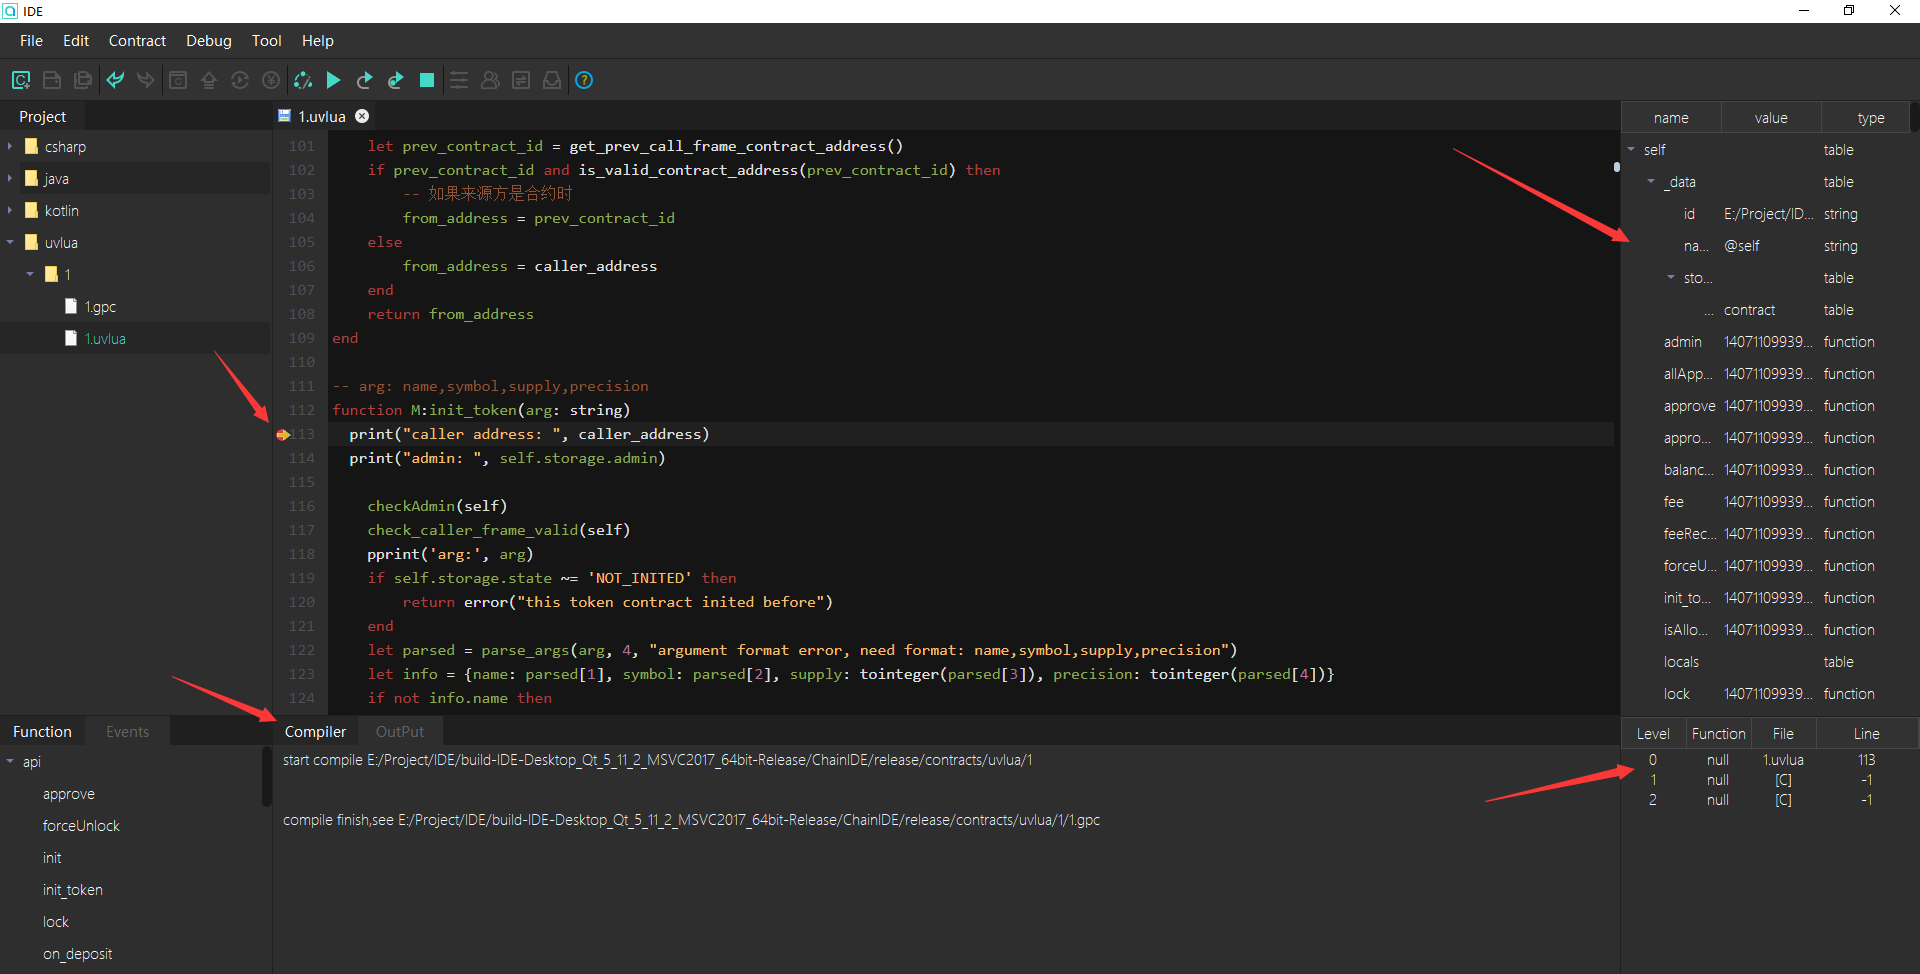 IDE
File Edit Contract Debug Tool Help
Project
csharp
java
kotlin
uvlua
1
1.gpc
1.uvlua
1.uvlua
101 let prev_contract_id = get_prev_call_frame_contract_address()
102 if prev_contract_id and is_valid_contract_address(prev_contract_id) then
103 -- 如果来源方是合约时
104 from_address = prev_contract_id
105 else
106 from_address = caller_address
107 end
108 return from_address
109 end
110
111 -- arg: name,symbol,supply,precision
112 function M:init_token(arg: string)
113 print("caller address: ", caller_address)
114 print("admin: ", self.storage.admin)
115
116 checkAdmin(self)
117 check_caller_frame_valid(self)
118 pprint('arg:', arg)
119 if self.storage.state ~= 'NOT_INITED' then
120 return error("this token contract inited before")
121 end
122 let parsed = parse_args(arg, 4, "argument format error, need format: name,symbol,supply,precision")
123 let info = {name: parsed[1], symbol: parsed[2], supply: tointeger(parsed[3]), precision: tointeger(parsed[4])}
124 if not info.name then
name value type
self table
_data table
id E:/Project/ID... string
na... @self string
sto... table
... contract table
admin 14071109939... function
allApp... 14071109939... function
approve 14071109939... function
appro... 14071109939... function
balanc... 14071109939... function
fee 14071109939... function
feeRec... 14071109939... function
forceU... 14071109939... function
init_to... 14071109939... function
isAllo... 14071109939... function
locals table
lock 14071109939... function
Function Events
api
approve
forceUnlock
init
init_token
lock
on_deposit
Compiler OutPut
start compile E:/Project/IDE/build-IDE-Desktop_Qt_5_11_2_MSVC2017_64bit-Release/ChainIDE/release/contracts/uvlua/1
compile finish,see E:/Project/IDE/build-IDE-Desktop_Qt_5_11_2_MSVC2017_64bit-Release/ChainIDE/release/contracts/uvlua/1/1.gpc
Level Function File Line
0 null 1.uvlua 113
1 null [C] -1
2 null [C] -1